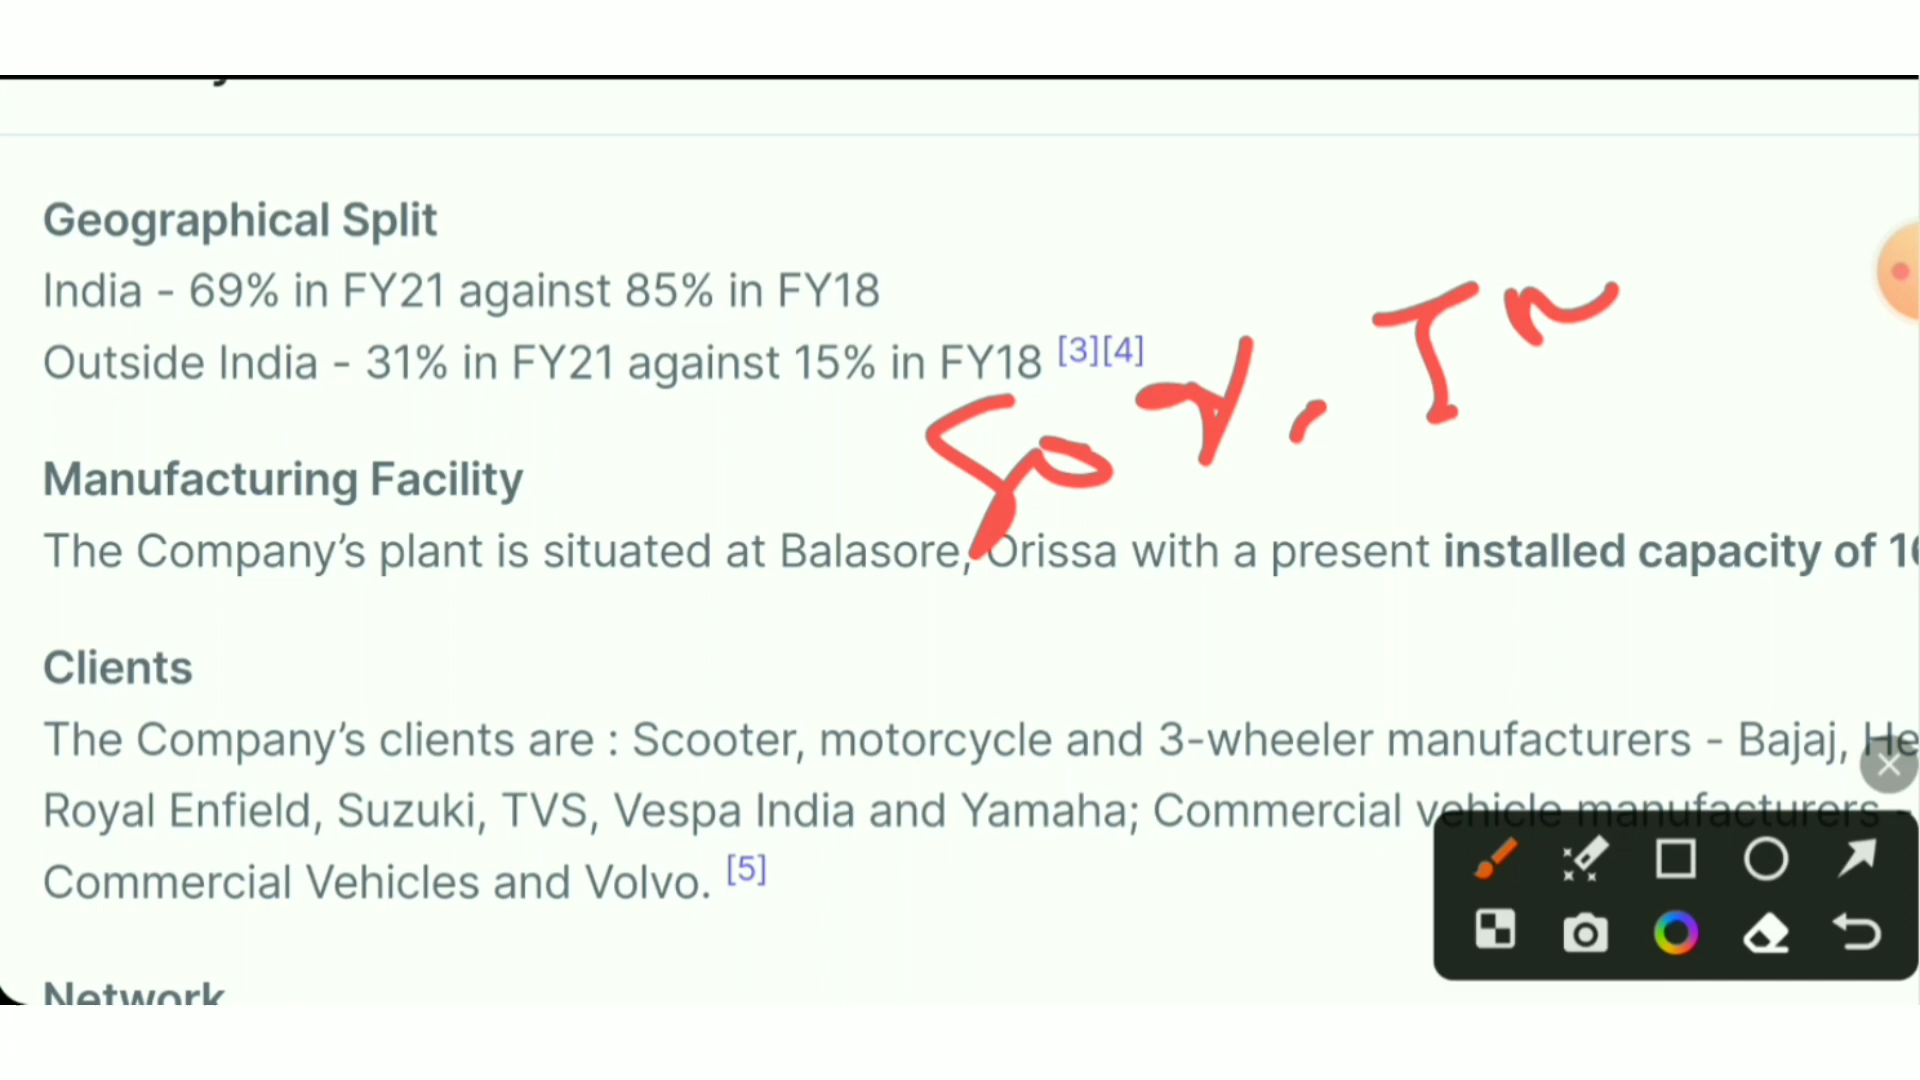 Geographical Split
India - 69% in FY21 against 85% in FY18
Outside India - 31% in FY21 against 15% in FY18 [3][4]
Manufacturing Facility
The Company's plant is situated at Balasore, Orissa with a present installed capacity of
Clients
The Company's clients are : Scooter, motorcycle and 3-wheeler manufacturers - Bajaj,
Royal Enfield, Suzuki, TVS, Vespa India and Yamaha; Commercial vehicle manufacturers -
Commercial Vehicles and Volvo. [5]
Network